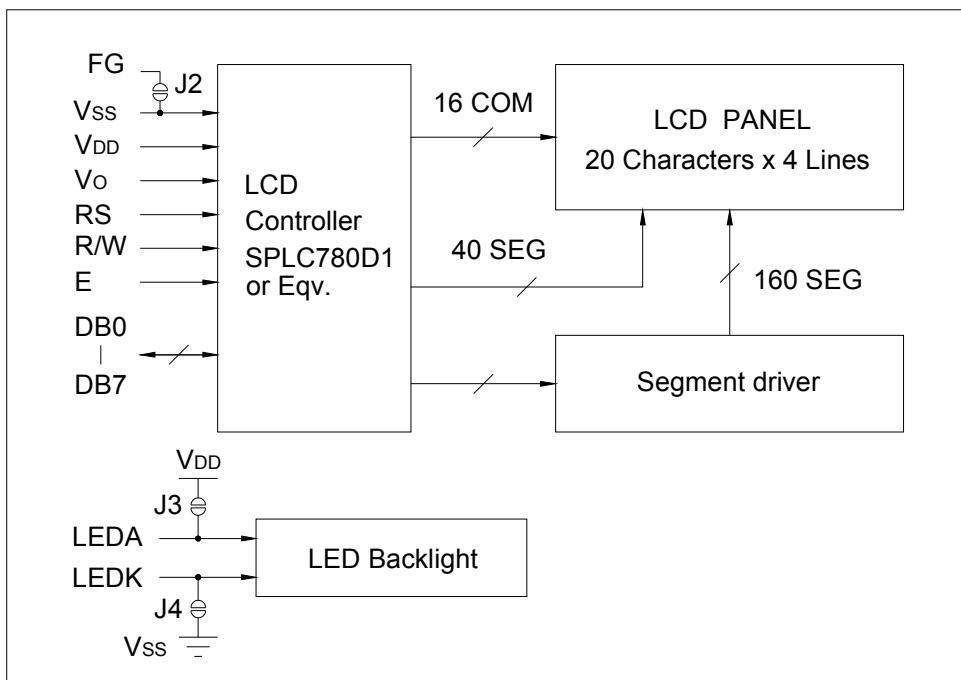 FG
J2
VSS
VDD
VO
RS
R/W
E
DB0
DB7
LCD
Controller
SPLC780D1
or Eqv.
16 COM
40 SEG
LCD PANEL
20 Characters x 4 Lines
160 SEG
Segment driver
VDD
J3
LEDA
LEDK
J4
VSS
LED Backlight